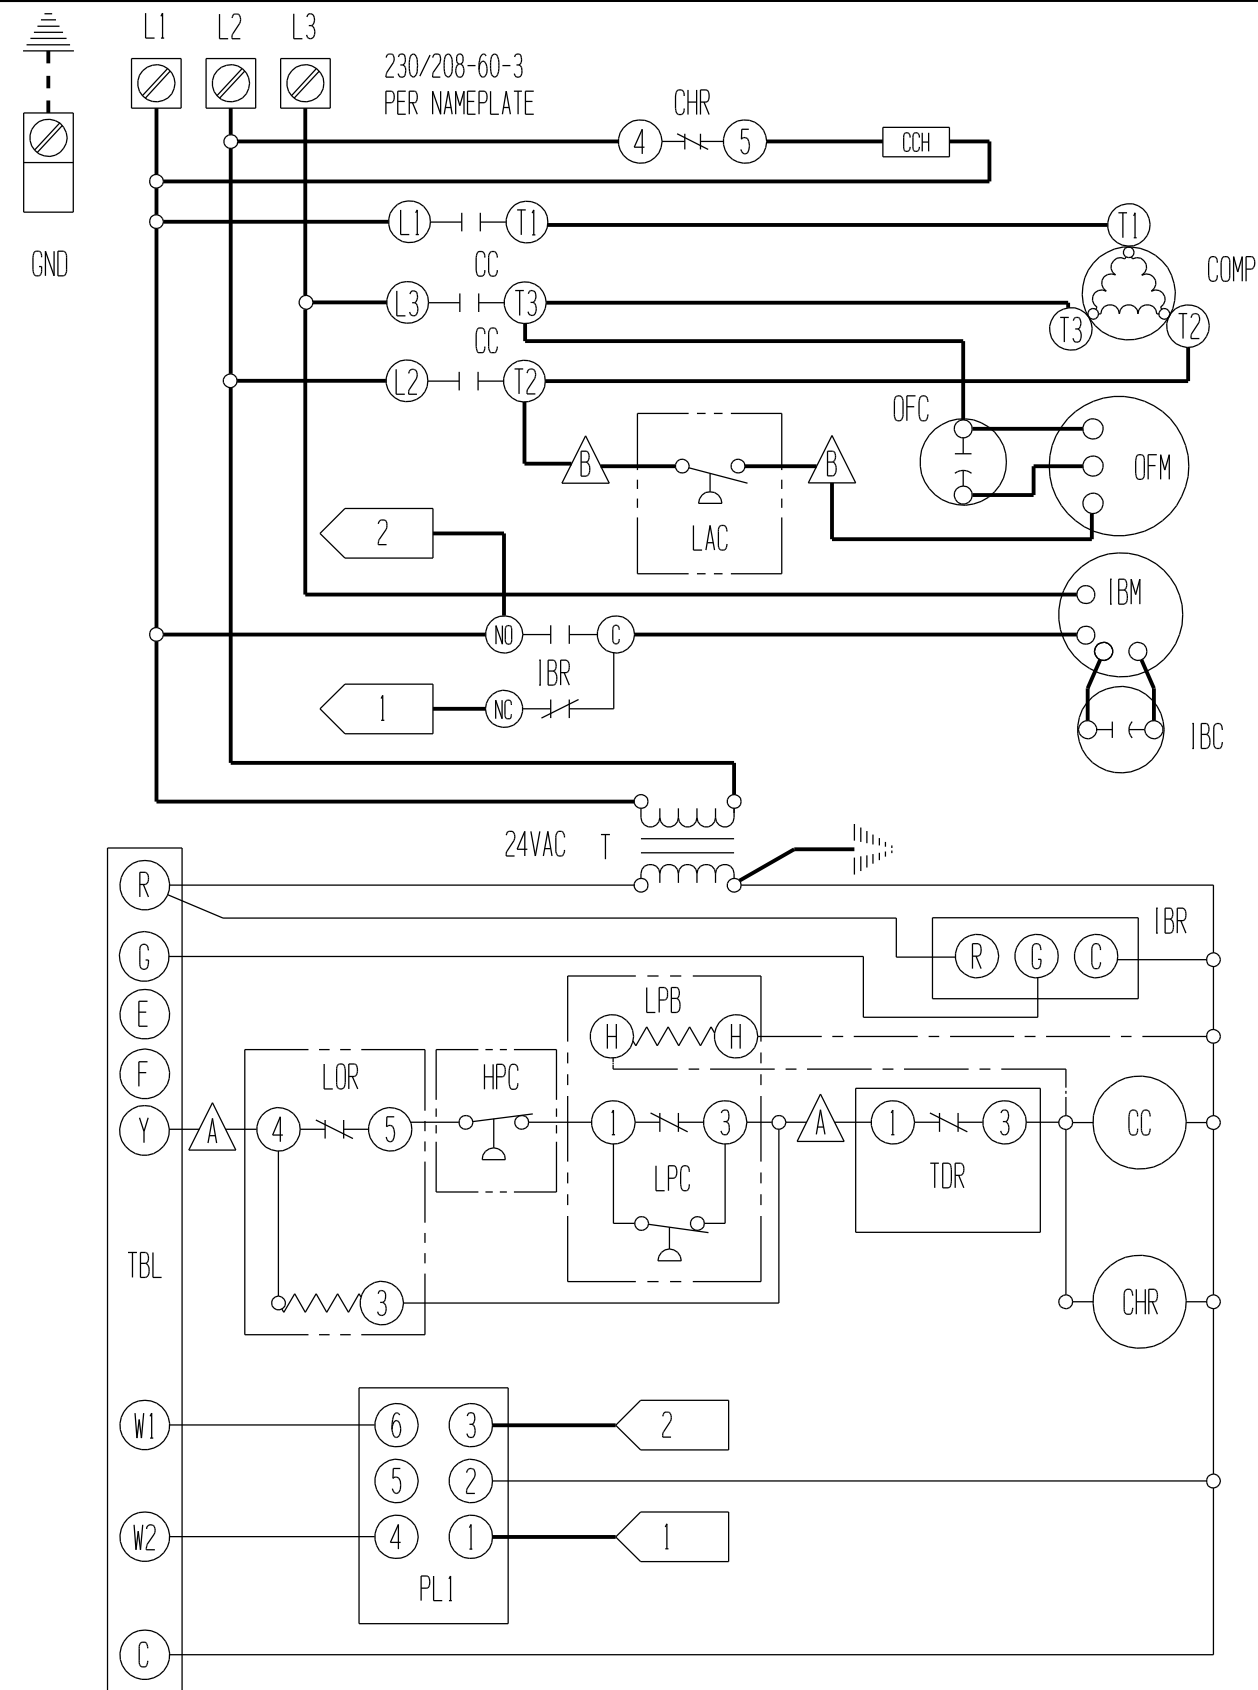 L1 L2 L3
230/208-60-3
PER NAMEPLATE
GND
CHR
4 5 CCH
L1 T1 T1
CC
COMP
L3 T3 T3 T2
CC
L2 T2
OFC
B B OFM
LAC
2
IBM
NO C
IBR
1 NC
IBC
24VAC T
R
IBR
G R G C
E
LPB
H H
F LOR HPC
Y A 4 5 1 3 A 1 3 CC
LPC TDR
TBL
3 CHR
W1 6 3 2
5 2
W2 4 1 1
PL1
C